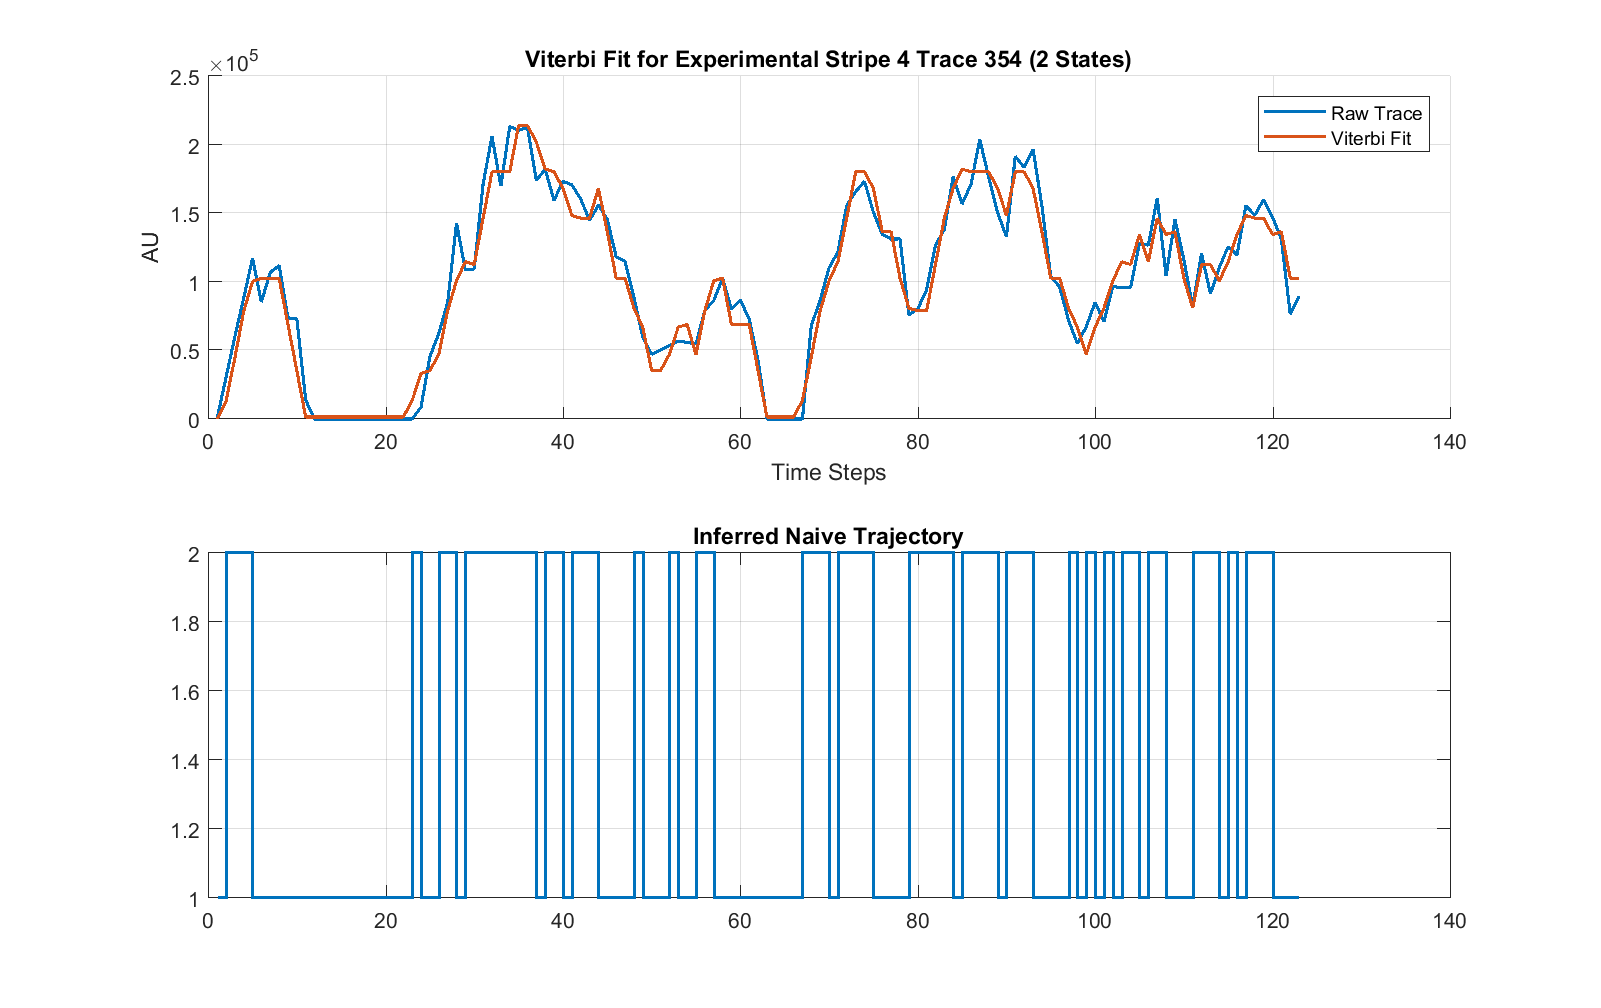 Viterbi Fit for Experimental Stripe 4 Trace 354 (2 States)
×10^5
2.5
2
1.5
1
0.5
0
AU
Raw Trace
Viterbi Fit
0 20 40 60 80 100 120 140
Time Steps
Inferred Naive Trajectory
2
1.8
1.6
1.4
1.2
1
0 20 40 60 80 100 120 140